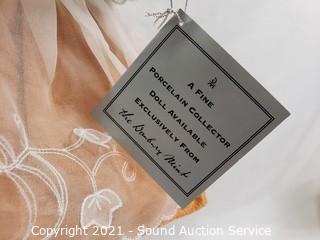 A FINE
PORCELAIN COLLECTOR
DOLL AVAILABLE
EXCLUSIVELY FROM
the Danbury Mint
Copyright 2021 - Sound Auction Service